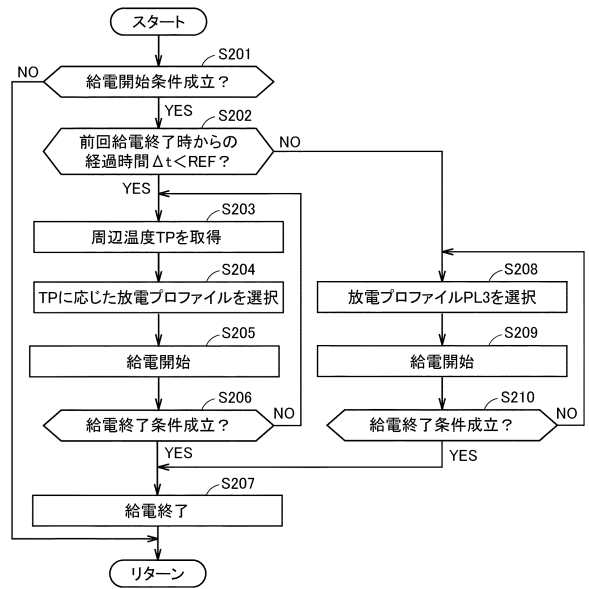 スタート
S201
給電開始条件成立？
NO
YES
S202
前回給電終了時からの
経過時間Δt＜REF？
NO
YES
S203
周辺温度TPを取得
S204
TPに応じた放電プロファイルを選択
S205
給電開始
S206
給電終了条件成立？
NO
YES
S208
放電プロファイルPL3を選択
S209
給電開始
S210
給電終了条件成立？
NO
YES
S207
給電終了
リターン